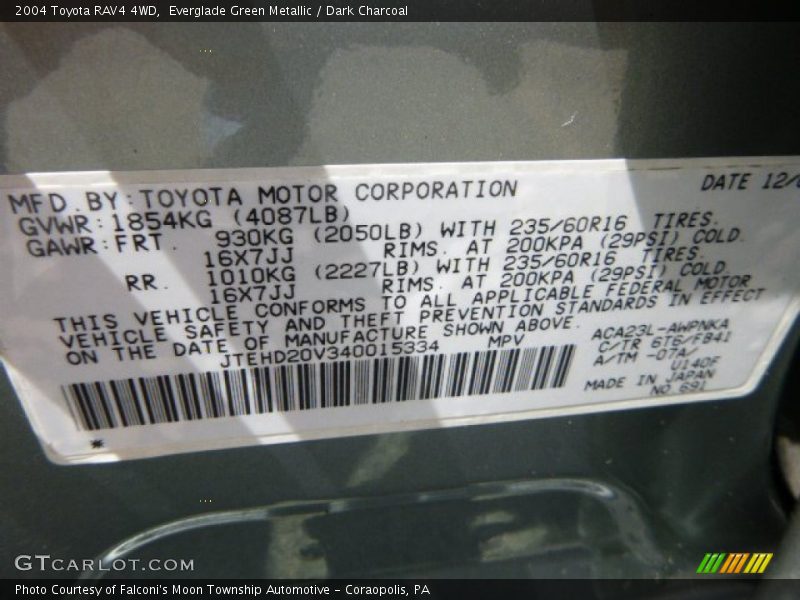 2004 Toyota RAV4 4WD, Everglade Green Metallic / Dark Charcoal
MFD.BY:TOYOTA MOTOR CORPORATION DATE 12/
GVWR:1854KG (4087LB)
GAWR:FRT. 930KG (2050LB) WITH 235/60R16 TIRES.
16X7JJ RIMS. AT 200KPA (29PSI) COLD.
RR. 1010KG (2227LB) WITH 235/60R16 TIRES.
16X7JJ RIMS. AT 200KPA (29PSI) COLD.
THIS VEHICLE CONFORMS TO ALL APPLICABLE FEDERAL MOTOR
VEHICLE SAFETY AND THEFT PREVENTION STANDARDS IN EFFECT
ON THE DATE OF MANUFACTURE SHOWN ABOVE.
JTEHD20V340015334 MPV
ACA23L-AWPNKA
C/TR 6T6/FB41
A/TM -07A/
U140F
MADE IN JAPAN
NO.691
*
GTCARLOT.COM
Photo Courtesy of Falconi's Moon Township Automotive - Coraopolis, PA